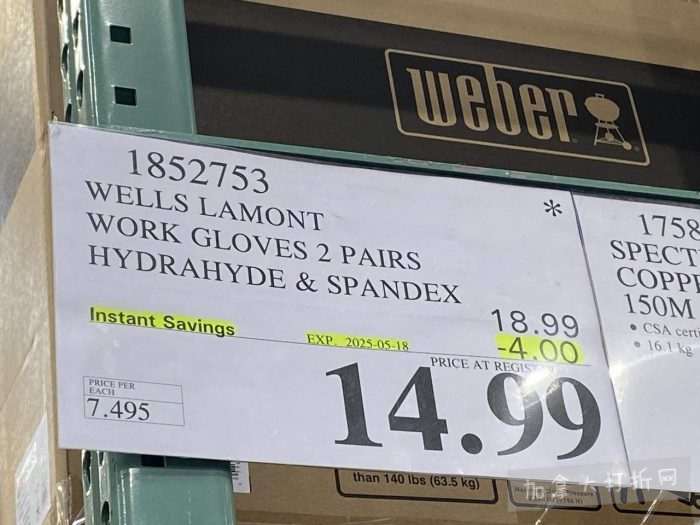 weber
1852753
WELLS LAMONT
WORK GLOVES 2 PAIRS
HYDRAHYDE & SPANDEX
*
18.99
Instant Savings
EXP. 2025-05-18
-4.00
PRICE AT REGIS
PRICE PER
EACH
7.495
14.99
1758
SPECT
COPP
150M
• CSA certi
• 16.1 kg
than 140 lbs (63.5 kg)
加拿大打折网